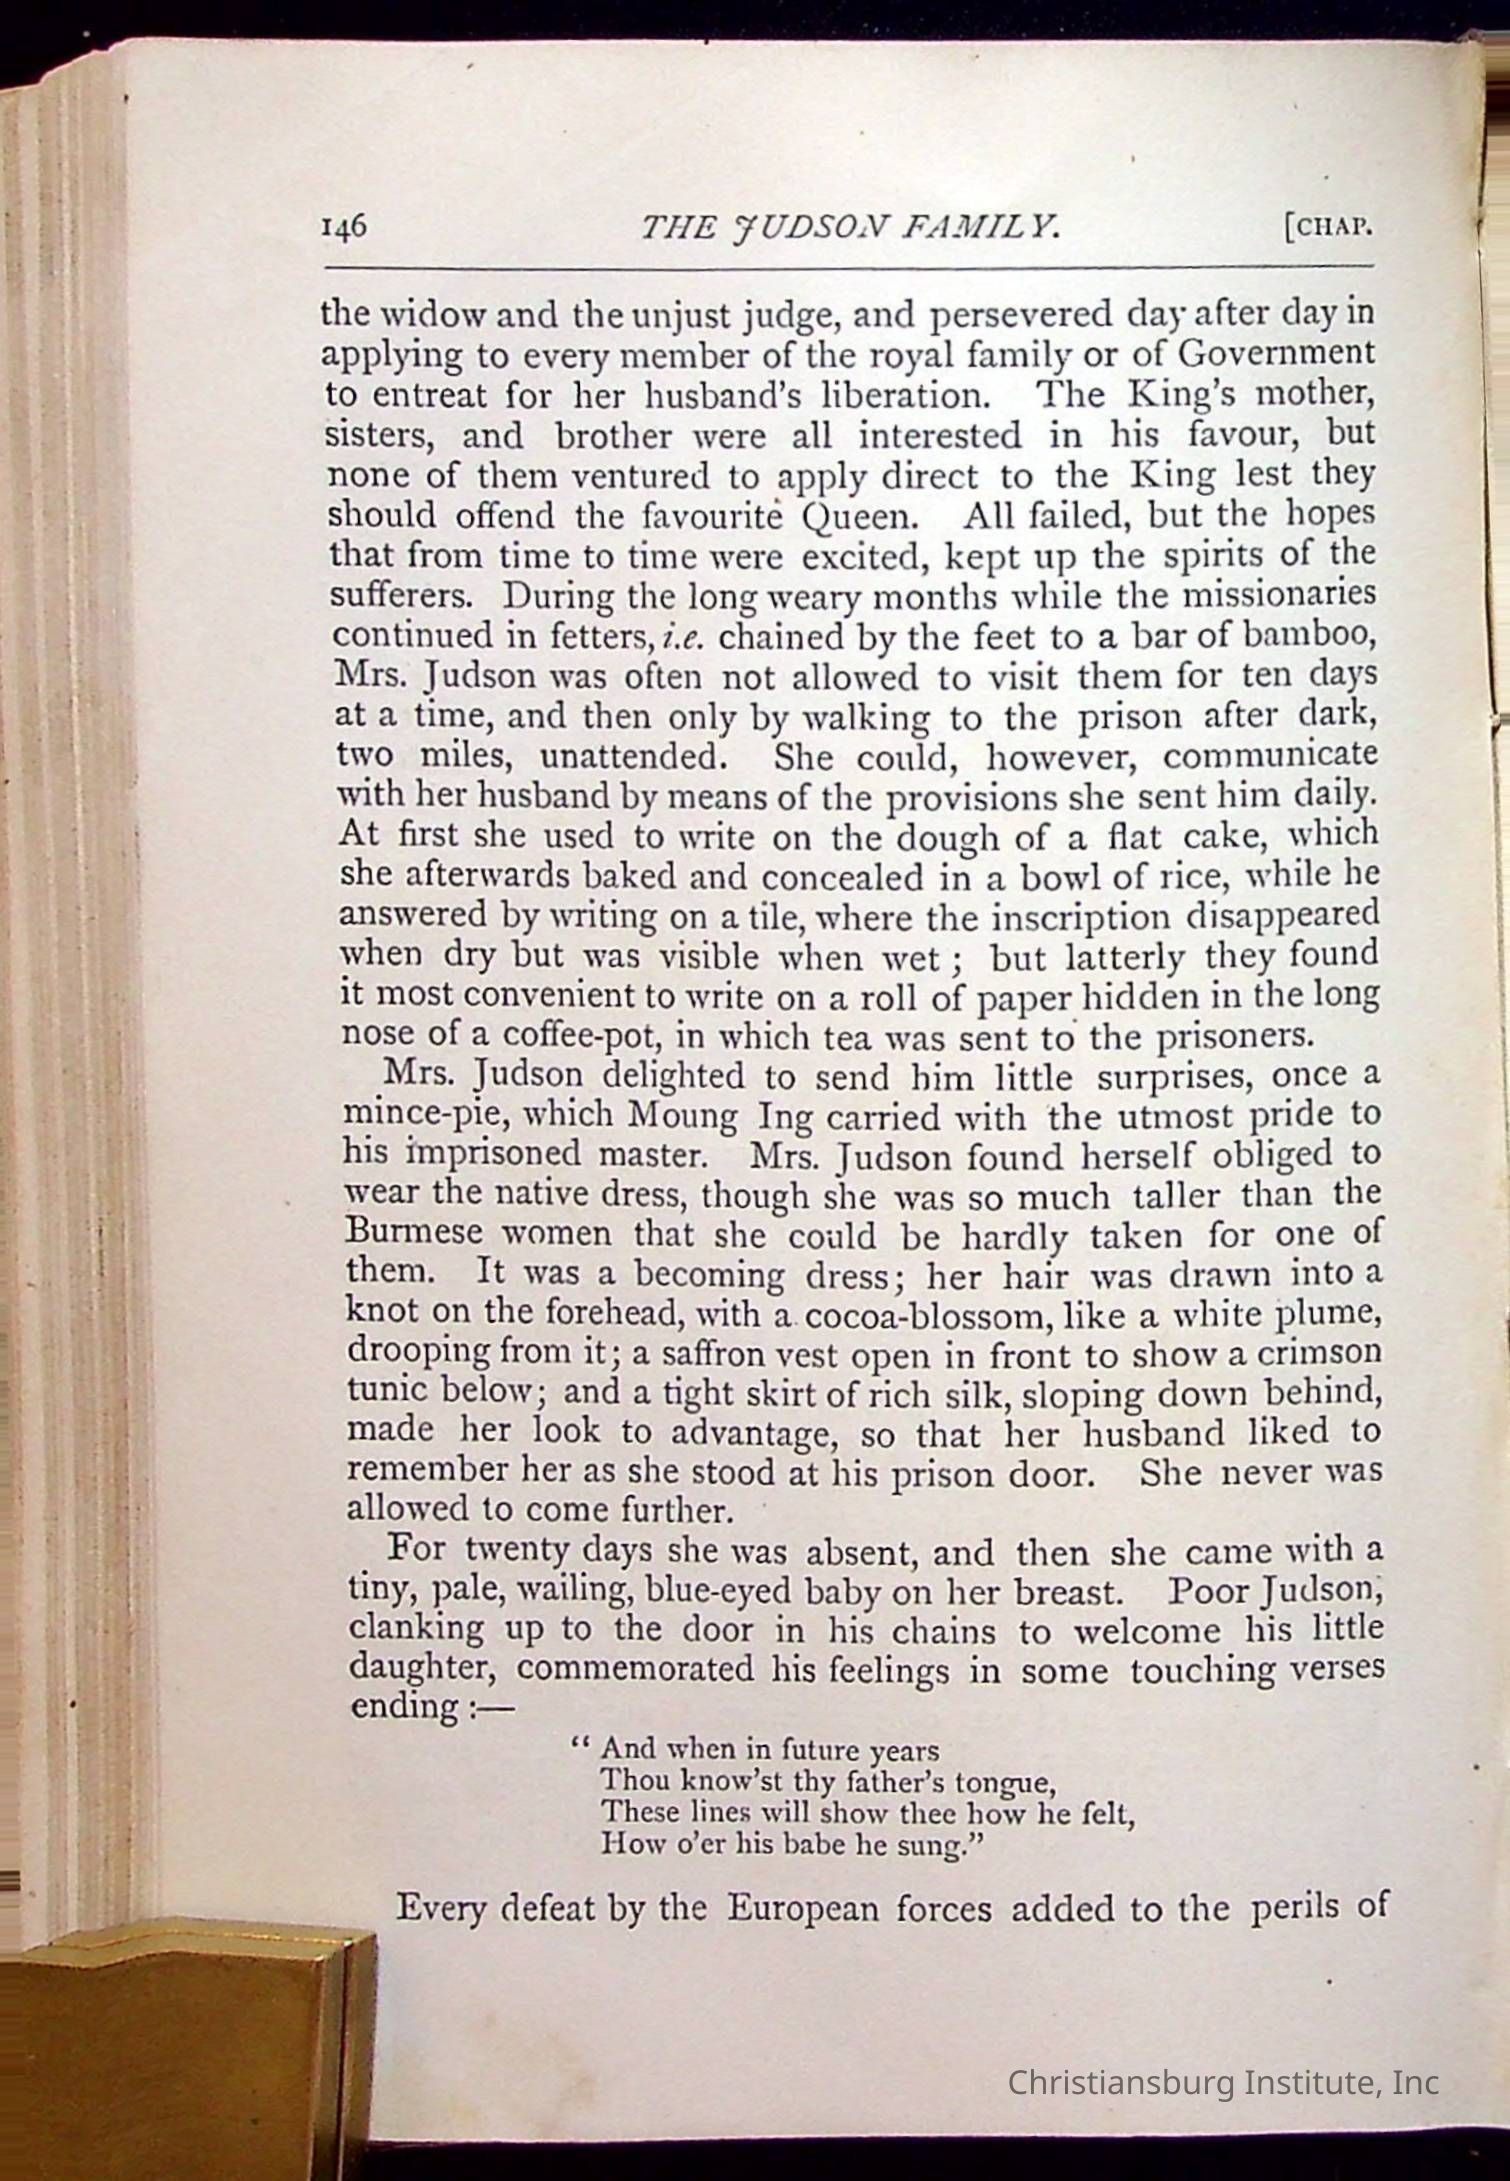 146 THE JUDSON FAMILY. [CHAP.
the widow and the unjust judge, and persevered day after day in
applying to every member of the royal family or of Government
to entreat for her husband's liberation. The King's mother,
sisters, and brother were all interested in his favour, but
none of them ventured to apply direct to the King lest they
should offend the favourite Queen. All failed, but the hopes
that from time to time were excited, kept up the spirits of the
sufferers. During the long weary months while the missionaries
continued in fetters, i.e. chained by the feet to a bar of bamboo,
Mrs. Judson was often not allowed to visit them for ten days
at a time, and then only by walking to the prison after dark,
two miles, unattended. She could, however, communicate
with her husband by means of the provisions she sent him daily.
At first she used to write on the dough of a flat cake, which
she afterwards baked and concealed in a bowl of rice, while he
answered by writing on a tile, where the inscription disappeared
when dry but was visible when wet; but latterly they found
it most convenient to write on a roll of paper hidden in the long
nose of a coffee-pot, in which tea was sent to the prisoners.
Mrs. Judson delighted to send him little surprises, once a
mince-pie, which Moung Ing carried with the utmost pride to
his imprisoned master. Mrs. Judson found herself obliged to
wear the native dress, though she was so much taller than the
Burmese women that she could be hardly taken for one of
them. It was a becoming dress; her hair was drawn into a
knot on the forehead, with a cocoa-blossom, like a white plume,
drooping from it; a saffron vest open in front to show a crimson
tunic below; and a tight skirt of rich silk, sloping down behind,
made her look to advantage, so that her husband liked to
remember her as she stood at his prison door. She never was
allowed to come further.
For twenty days she was absent, and then she came with a
tiny, pale, wailing, blue-eyed baby on her breast. Poor Judson,
clanking up to the door in his chains to welcome his little
daughter, commemorated his feelings in some touching verses
ending :—
“ And when in future years
Thou know'st thy father's tongue,
These lines will show thee how he felt,
How o'er his babe he sung.”
Every defeat by the European forces added to the perils of
Christiansburg Institute, Inc